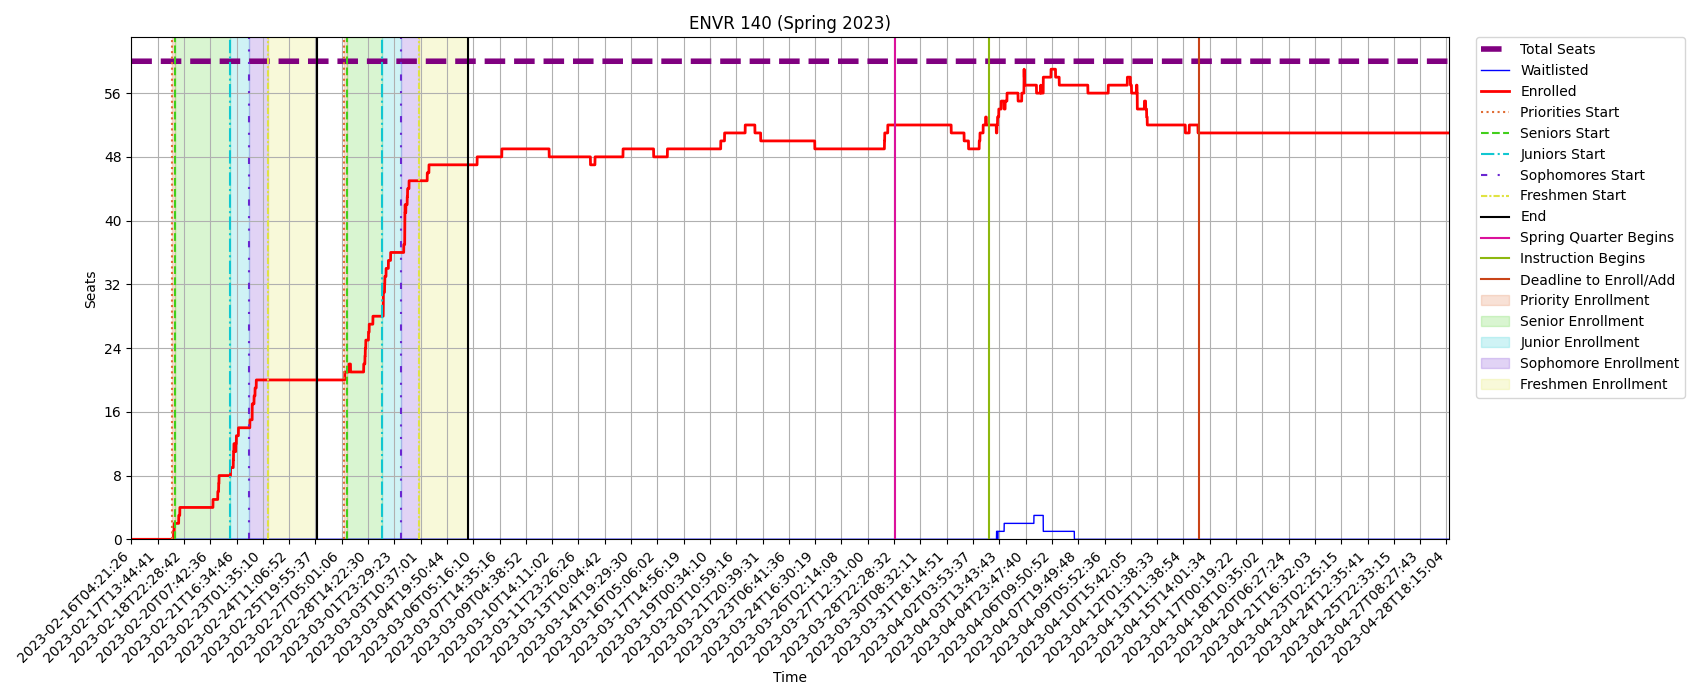 ENVR 140 (Spring 2023)
Seats
56
48
40
32
24
16
8
0
2023-02-16T04:21:26
2023-02-17T13:44:41
2023-02-18T22:28:42
2023-02-20T07:42:36
2023-02-21T16:34:46
2023-02-23T01:35:10
2023-02-24T11:06:52
2023-02-25T19:55:37
2023-02-27T05:01:06
2023-02-28T14:22:30
2023-03-01T23:29:23
2023-03-03T10:37:01
2023-03-04T19:50:44
2023-03-06T05:16:10
2023-03-07T14:35:16
2023-03-09T04:38:52
2023-03-10T14:11:02
2023-03-11T23:26:26
2023-03-13T10:04:42
2023-03-14T19:29:30
2023-03-16T05:06:02
2023-03-17T14:56:19
2023-03-19T00:34:10
2023-03-20T10:59:16
2023-03-21T20:39:31
2023-03-23T06:41:36
2023-03-24T16:30:19
2023-03-26T02:14:08
2023-03-27T12:31:00
2023-03-28T22:28:32
2023-03-30T08:32:11
2023-03-31T18:14:51
2023-04-02T03:53:37
2023-04-03T13:43:43
2023-04-04T23:47:40
2023-04-06T09:50:52
2023-04-07T19:49:48
2023-04-09T05:52:36
2023-04-10T15:42:05
2023-04-12T01:38:33
2023-04-13T11:38:54
2023-04-15T14:01:34
2023-04-17T00:19:22
2023-04-18T10:35:02
2023-04-20T06:27:24
2023-04-21T16:32:03
2023-04-23T02:25:15
2023-04-24T12:35:41
2023-04-25T22:33:15
2023-04-27T08:27:43
2023-04-28T18:15:04
Time
Total Seats
Waitlisted
Enrolled
Priorities Start
Seniors Start
Juniors Start
Sophomores Start
Freshmen Start
End
Spring Quarter Begins
Instruction Begins
Deadline to Enroll/Add
Priority Enrollment
Senior Enrollment
Junior Enrollment
Sophomore Enrollment
Freshmen Enrollment